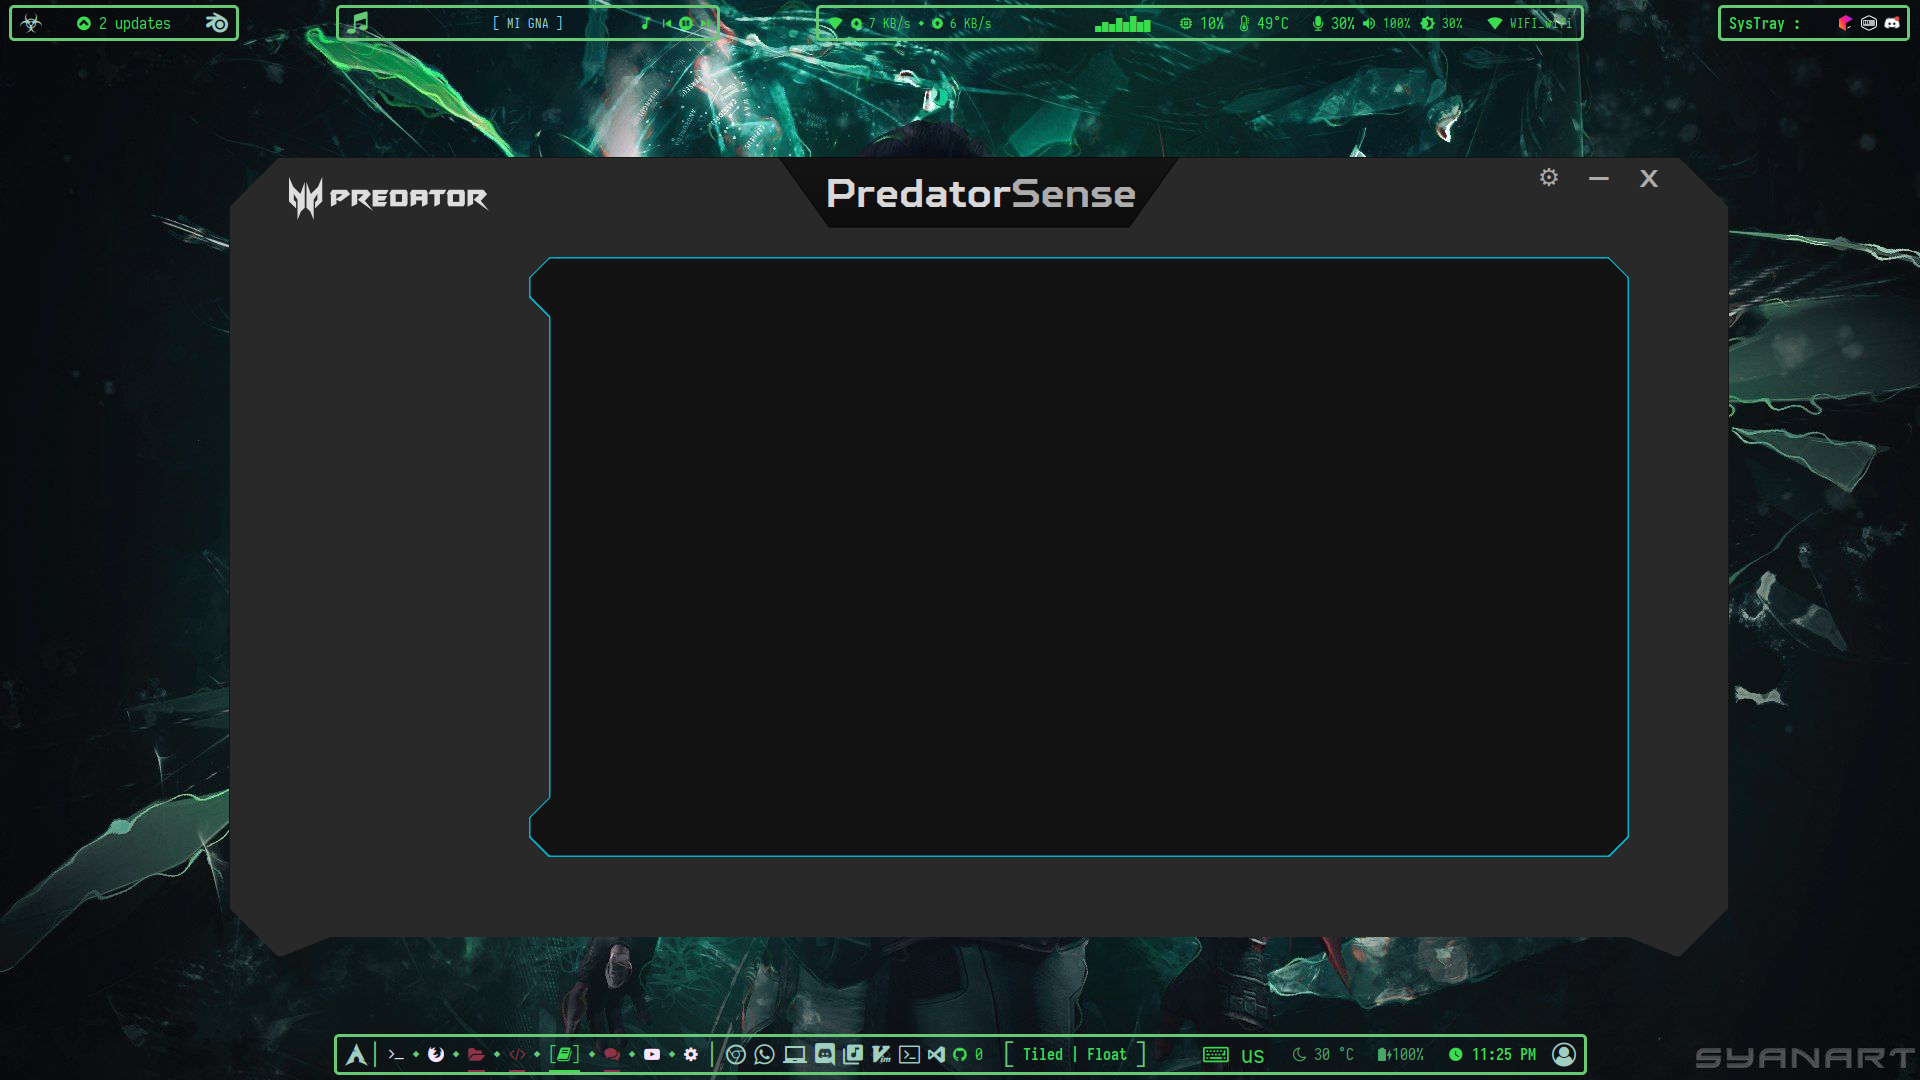 2 updates
[ MI GNA ]
7 KB/s
6 KB/s
10%
49°C
30%
100%
30%
WIFI_wifi
SysTray :
PREDATOR
PredatorSense
X
0
[ Tiled | Float ]
us
30 °C
100%
11:25 PM
SYANART